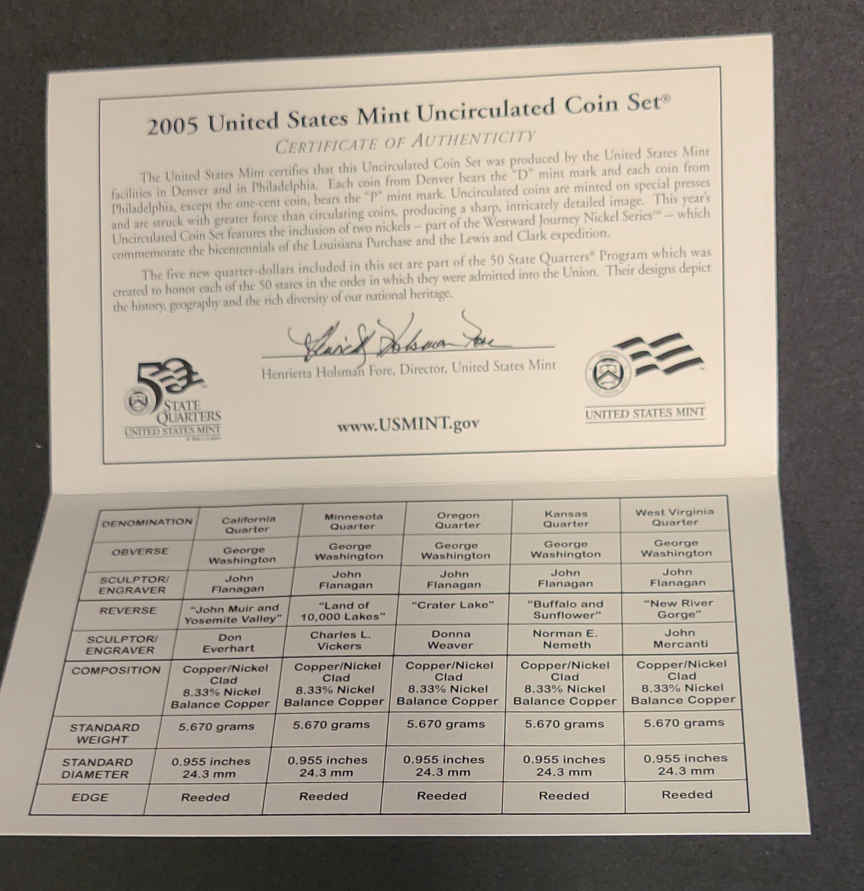 2005 United States Mint Uncirculated Coin Set®
Certificate of Authenticity
The United States Mint certifies that this Uncirculated Coin Set was produced by the United States Mint
facilities in Denver and in Philadelphia. Each coin from Denver bears the "D" mint mark and each coin from
Philadelphia, except the one-cent coin, bears the "P" mint mark. Uncirculated coins are minted on special presses
and are struck with greater force than circulating coins, producing a sharp, intricately detailed image. This year's
Uncirculated Coin Set features the inclusion of two nickels – part of the Westward Journey Nickel Series™ – which
commemorate the bicentennials of the Louisiana Purchase and the Lewis and Clark expedition.
The five new quarter-dollars included in this set are part of the 50 State Quarters® Program which was
created to honor each of the 50 states in the order in which they were admitted into the Union. Their designs depict
the history, geography and the rich diversity of our national heritage.
Henrietta Holsman Fore
Henrietta Holsman Fore, Director, United States Mint
50
STATE
QUARTERS
UNITED STATES MINT
www.USMINT.gov
UNITED STATES MINT
DENOMINATION California Quarter Minnesota Quarter Oregon Quarter Kansas Quarter West Virginia Quarter
OBVERSE George Washington George Washington George Washington George Washington George Washington
SCULPTOR/ ENGRAVER John Flanagan John Flanagan John Flanagan John Flanagan John Flanagan
REVERSE "John Muir and Yosemite Valley" "Land of 10,000 Lakes" "Crater Lake" "Buffalo and Sunflower" "New River Gorge"
SCULPTOR/ ENGRAVER Don Everhart Charles L. Vickers Donna Weaver Norman E. Nemeth John Mercanti
COMPOSITION Copper/Nickel Clad 8.33% Nickel Balance Copper Copper/Nickel Clad 8.33% Nickel Balance Copper Copper/Nickel Clad 8.33% Nickel Balance Copper Copper/Nickel Clad 8.33% Nickel Balance Copper Copper/Nickel Clad 8.33% Nickel Balance Copper
STANDARD WEIGHT 5.670 grams 5.670 grams 5.670 grams 5.670 grams 5.670 grams
STANDARD DIAMETER 0.955 inches 24.3 mm 0.955 inches 24.3 mm 0.955 inches 24.3 mm 0.955 inches 24.3 mm 0.955 inches 24.3 mm
EDGE Reeded Reeded Reeded Reeded Reeded